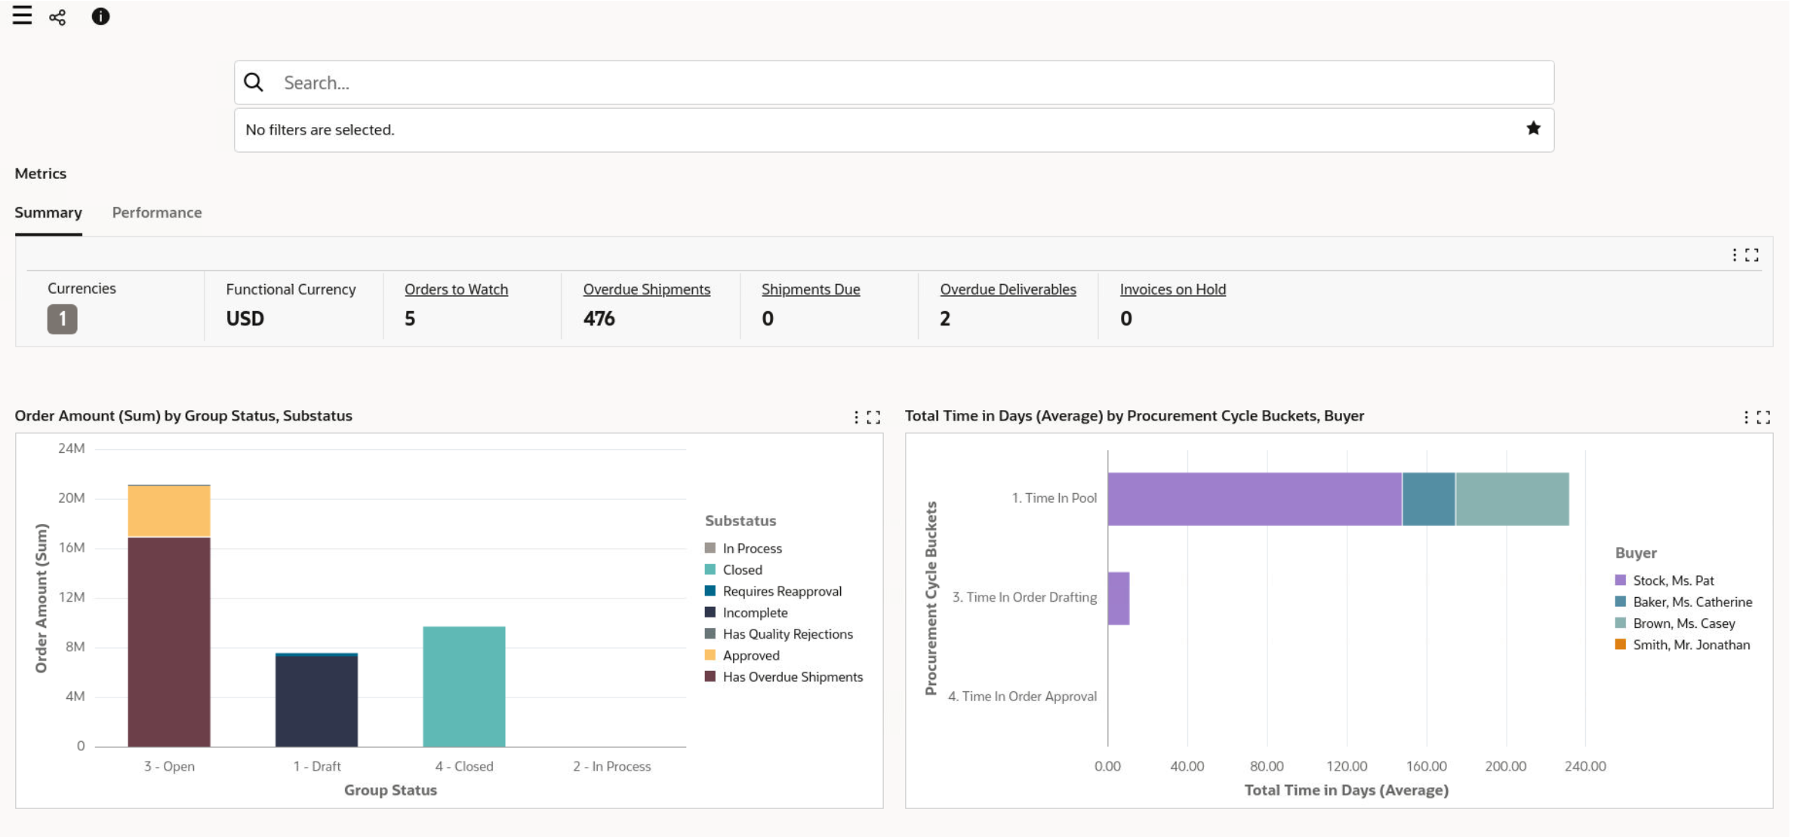 Search...
No filters are selected.
Metrics
Summary Performance
Currencies Functional Currency Orders to Watch Overdue Shipments Shipments Due Overdue Deliverables Invoices on Hold
1 USD 5 476 0 2 0
Order Amount (Sum) by Group Status, Substatus
24M
20M
16M
12M
8M
4M
0
Order Amount (Sum)
3 - Open 1 - Draft 4 - Closed 2 - In Process
Group Status
Substatus
In Process
Closed
Requires Reapproval
Incomplete
Has Quality Rejections
Approved
Has Overdue Shipments
Total Time in Days (Average) by Procurement Cycle Buckets, Buyer
Procurement Cycle Buckets
1. Time In Pool
3. Time In Order Drafting
4. Time In Order Approval
0.00 40.00 80.00 120.00 160.00 200.00 240.00
Total Time in Days (Average)
Buyer
Stock, Ms. Pat
Baker, Ms. Catherine
Brown, Ms. Casey
Smith, Mr. Jonathan